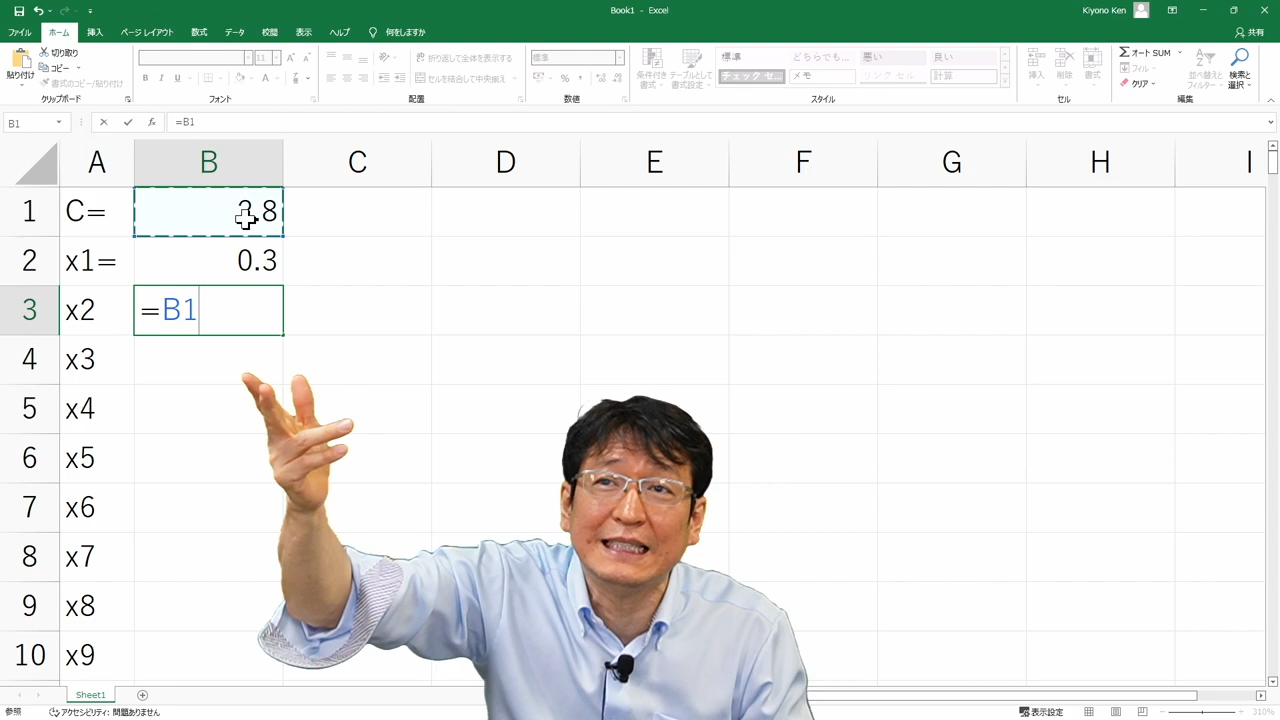 Book1 - Excel
Kiyono Ken
ファイル ホーム 挿入 ページ レイアウト 数式 データ 校閲 表示 ヘルプ 何をしますか 共有
貼り付け 切り取り コピー 書式のコピー/貼り付け クリップボード
11 B I U A フォント
折り返して全体を表示する セルを結合して中央揃え 配置
標準 % 数値
条件付き書式 テーブルとして書式設定 標準 どちらでも... 悪い 良い
チェック セ... メモ リンク セル 計算 スタイル
挿入 削除 書式 セル
オート SUM フィル クリア 並べ替えと フィルター 検索と 選択 編集
B1 fx =B1
A B C D E F G H I
1 C= 3.8
2 x1= 0.3
3 x2 =B1
4 x3
5 x4
6 x5
7 x6
8 x7
9 x8
10 x9
Sheet1
参照 アクセシビリティ: 問題ありません 表示設定 310%